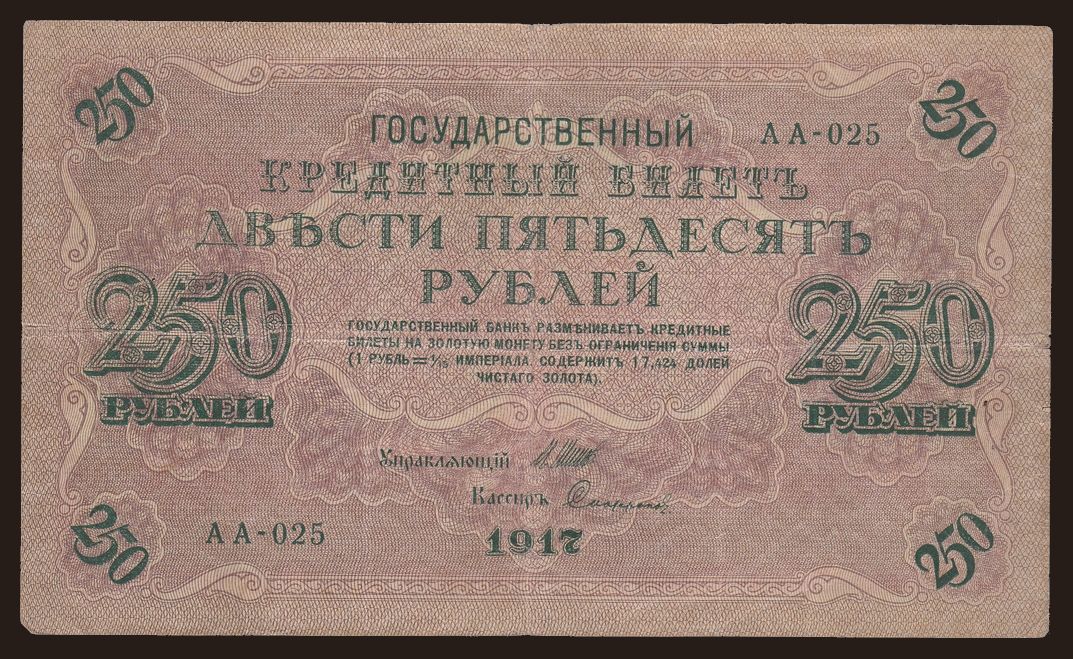 250 250
ГОСУДАРСТВЕННЫЙ АА-025
КРЕДИТНЫЙ БИЛЕТЪ
ДВѢСТИ ПЯТЬДЕСЯТЪ
РУБЛЕЙ
250 250
РУБЛЕЙ РУБЛЕЙ
ГОСУДАРСТВЕННЫЙ БАНКЪ РАЗМѢНИВАЕТЪ КРЕДИТНЫЕ
БИЛЕТЫ НА ЗОЛОТУЮ МОНЕТУ БЕЗЪ ОГРАНИЧЕНІЯ СУММЫ
(1 РУБЛЬ = 1/15 ИМПЕРІАЛА, СОДЕРЖИТЪ 17,424 ДОЛЕЙ
ЧИСТАГО ЗОЛОТА).
Управляющій
Кассиръ
АА-025 1917
250 250